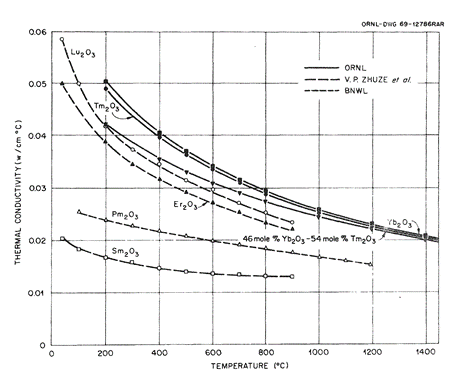 ORNL-DWG 69-12786RAR
0.06
0.05
0.04
0.03
0.02
0.01
0
THERMAL CONDUCTIVITY (w/cm °C)
Lu₂O₃
Tm₂O₃
ORNL
V. P. ZHUZE et al.
BNWL
Er₂O₃
Pm₂O₃
Sm₂O₃
Yb₂O₃
46 mole % Yb₂O₃-54 mole % Tm₂O₃
0 200 400 600 800 1000 1200 1400
TEMPERATURE (°C)